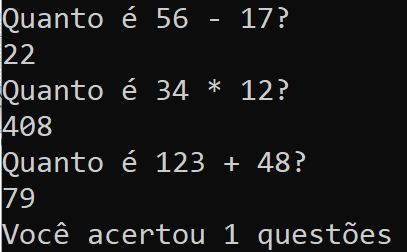 Quanto é 56 - 17?
22
Quanto é 34 * 12?
408
Quanto é 123 + 48?
79
Você acertou 1 questões